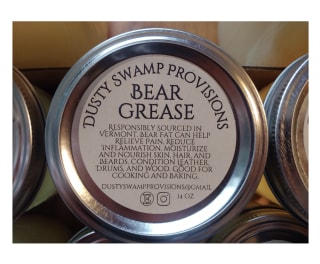 DUSTY SWAMP PROVISIONS
BEAR
GREASE
RESPONSIBLY SOURCED IN
VERMONT, BEAR FAT CAN HELP
RELIEVE PAIN, REDUCE
INFLAMMATION, MOISTURIZE
AND NOURISH SKIN, HAIR, AND
BEARDS, CONDITION LEATHER,
DRUMS, AND WOOD. GOOD FOR
COOKING AND BAKING.
DUSTYSWAMPPROVISIONS@GMAIL
14 OZ